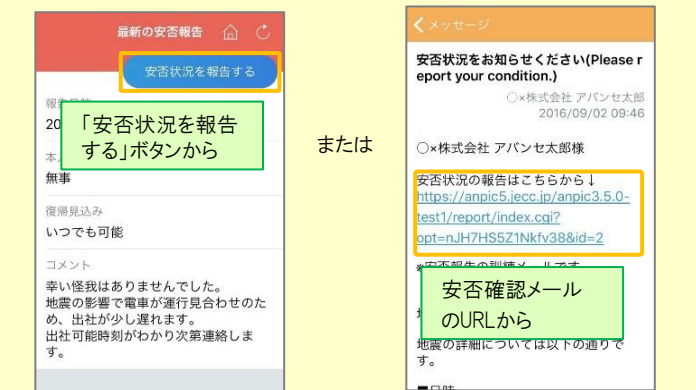 最新の安否報告
安否状況を報告する
20
「安否状況を報告
する」ボタンから
無事
復帰見込み
いつでも可能
コメント
幸い怪我はありませんでした。
地震の影響で電車が運行見合わせのた
め、出社が少し遅れます。
出社可能時刻がわかり次第連絡しま
す。
または
メッセージ
安否状況をお知らせください(Please r
eport your condition.)
○×株式会社 アバンセ太郎
2016/09/02 09:46
○×株式会社 アバンセ太郎様
安否状況の報告はこちらから↓
https://anpic5.jecc.jp/anpic3.5.0-
test1/report/index.cgi?
opt=nJH7HS5Z1Nkfv38&id=2
安否確認メール
のURLから
地震の詳細については以下の通りで
す。